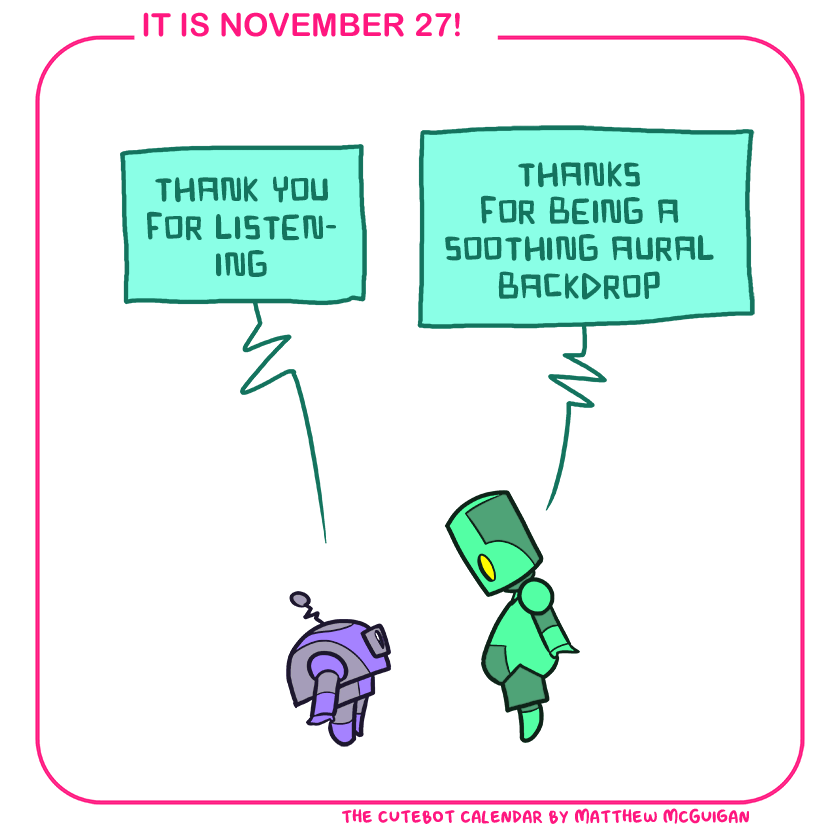 IT IS NOVEMBER 27!
THANK YOU
FOR LISTEN-
ING
THANKS
FOR BEING A
SOOTHING AURAL
BACKDROP
THE CUTEBOT CALENDAR BY MATTHEW MCGUIGAN